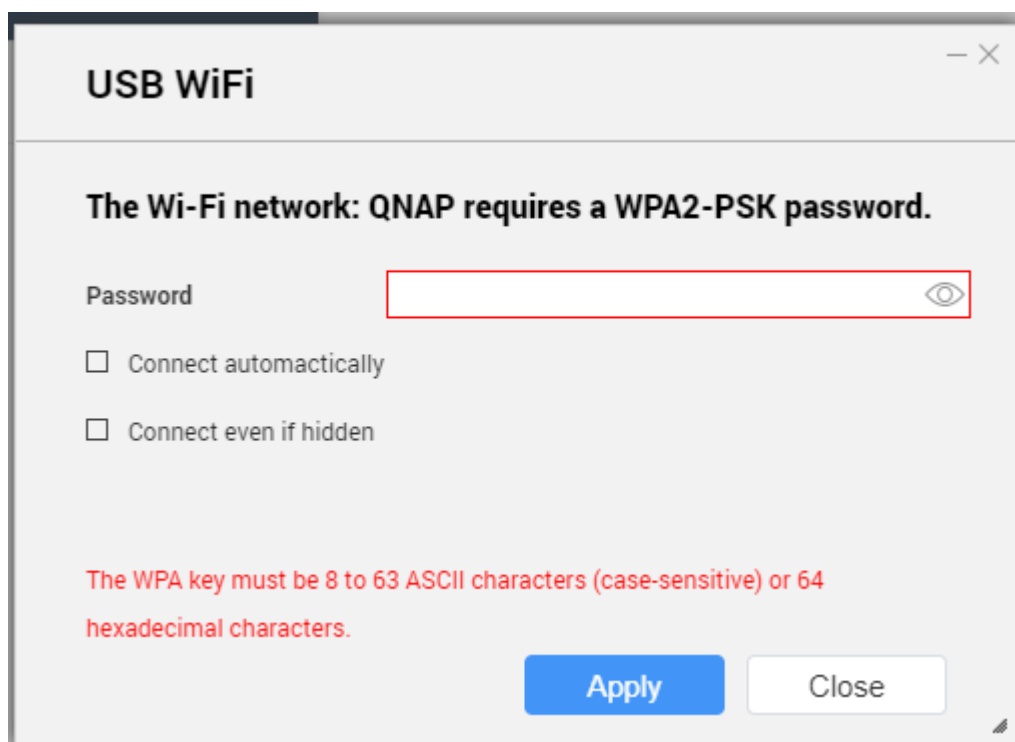 USB WiFi
The Wi-Fi network: QNAP requires a WPA2-PSK password.
Password
Connect automactically
Connect even if hidden
The WPA key must be 8 to 63 ASCII characters (case-sensitive) or 64
hexadecimal characters.
Apply Close